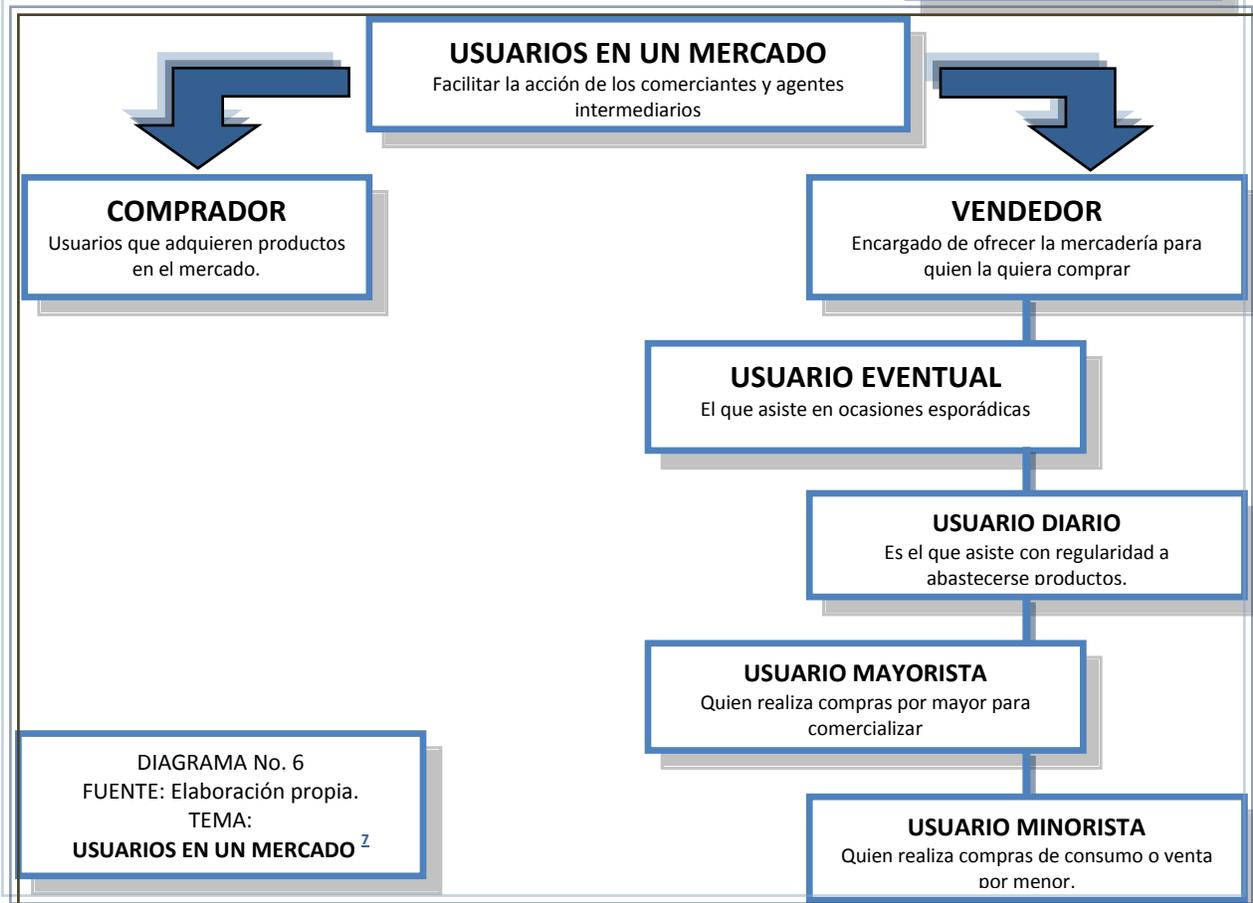 USUARIOS EN UN MERCADO
Facilitar la acción de los comerciantes y agentes
intermediarios
COMPRADOR
Usuarios que adquieren productos
en el mercado.
VENDEDOR
Encargado de ofrecer la mercadería para
quien la quiera comprar
USUARIO EVENTUAL
El que asiste en ocasiones esporádicas
USUARIO DIARIO
Es el que asiste con regularidad a
abastecerse productos.
USUARIO MAYORISTA
Quien realiza compras por mayor para
comercializar
USUARIO MINORISTA
Quien realiza compras de consumo o venta
por menor.
DIAGRAMA No. 6
FUENTE: Elaboración propia.
TEMA:
USUARIOS EN UN MERCADO 7